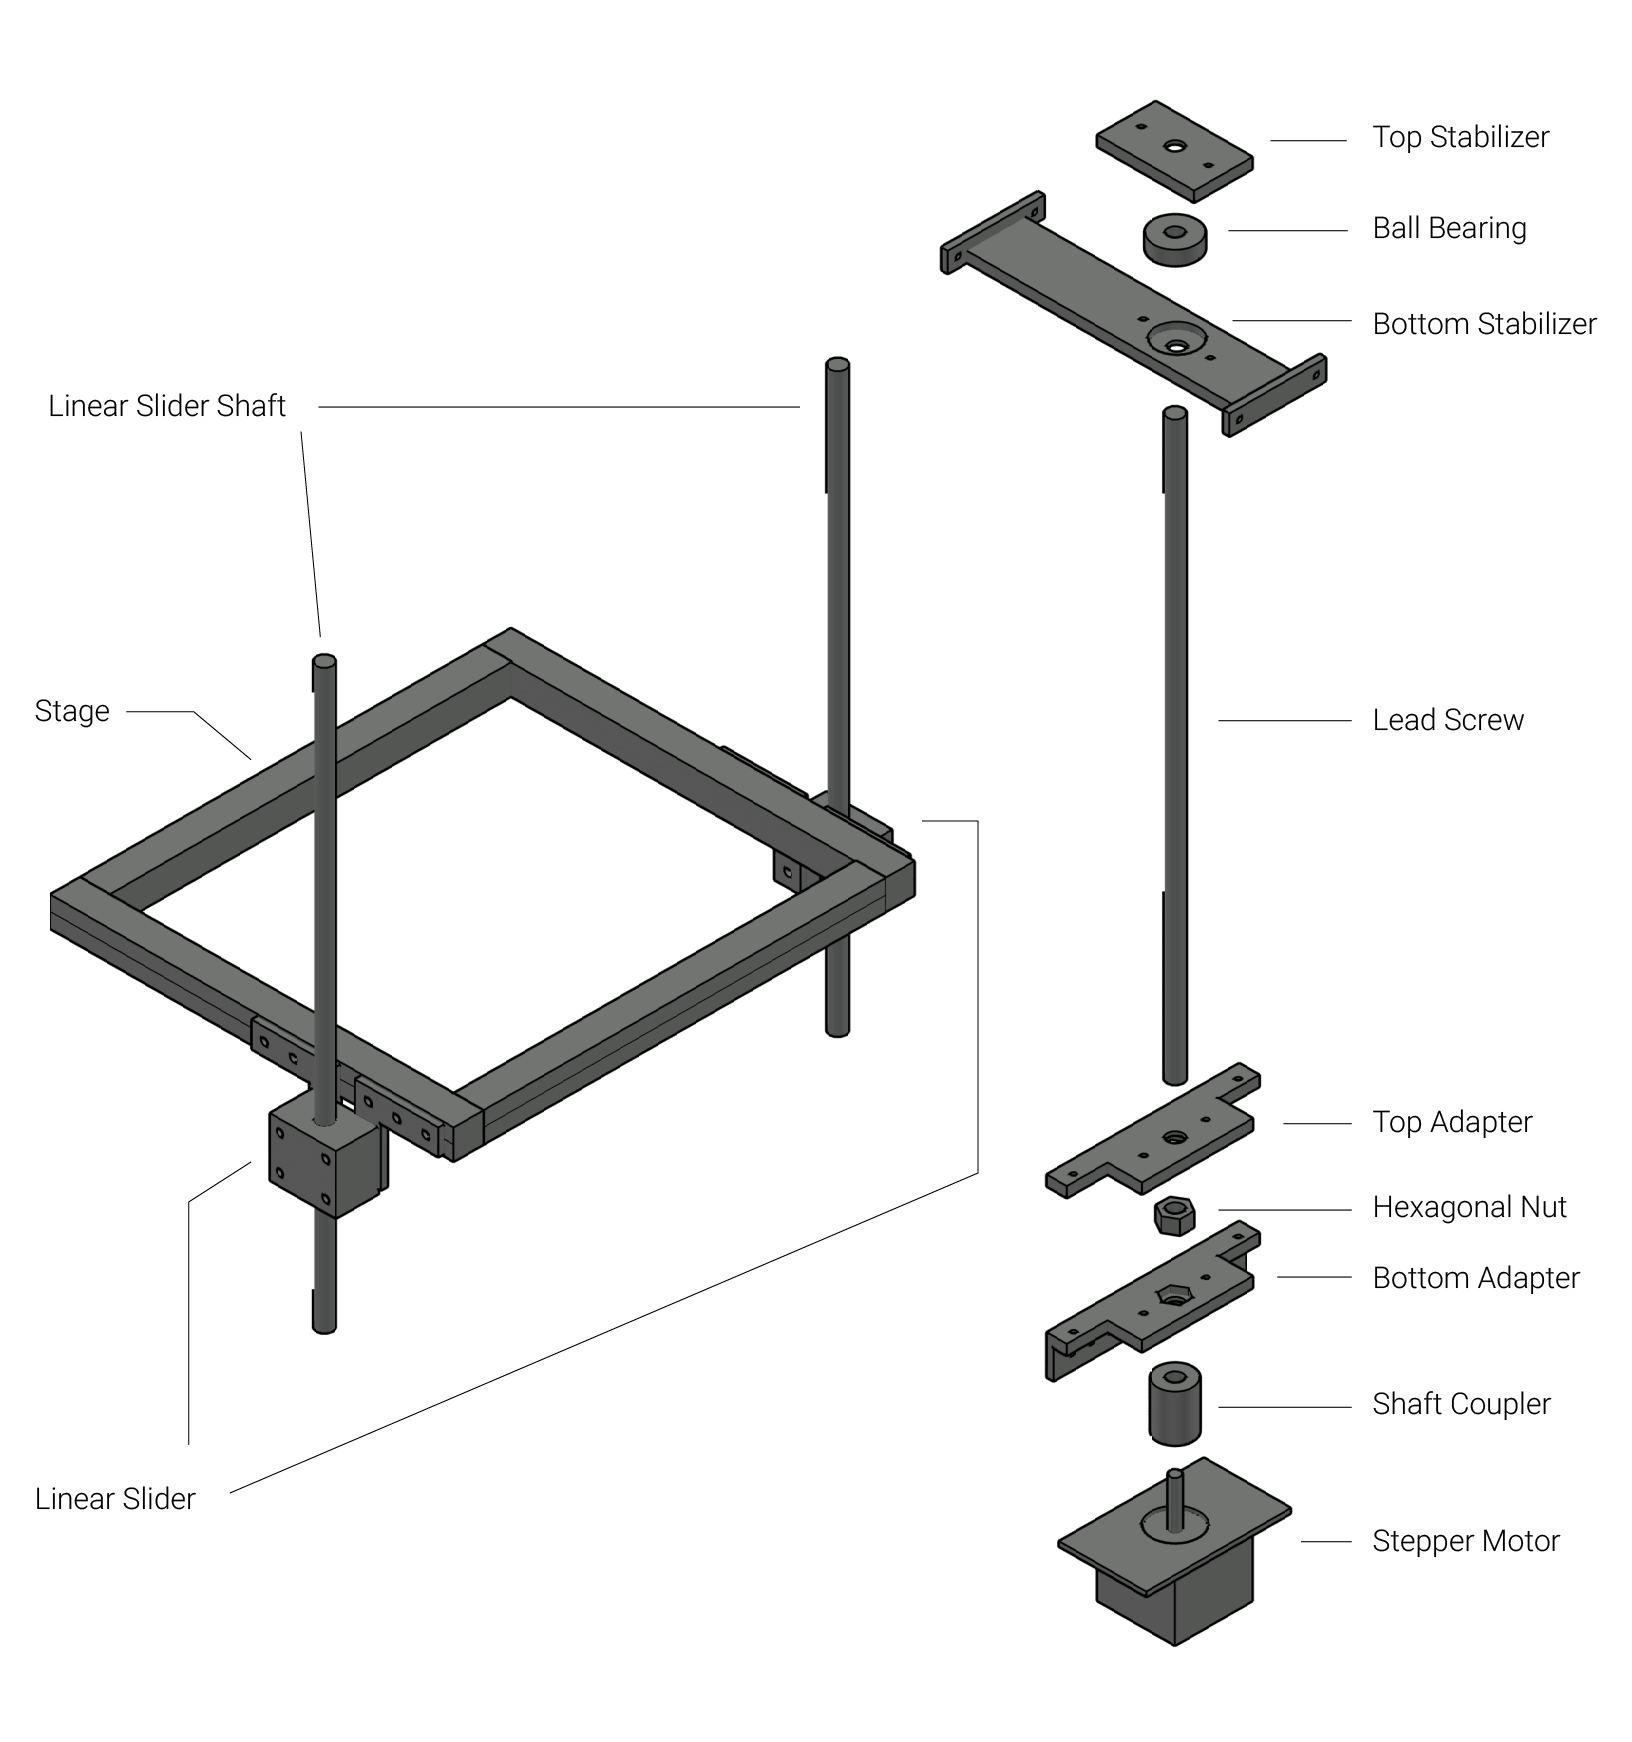 Top Stabilizer
Ball Bearing
Bottom Stabilizer
Linear Slider Shaft
Stage
Lead Screw
Top Adapter
Hexagonal Nut
Bottom Adapter
Shaft Coupler
Linear Slider
Stepper Motor